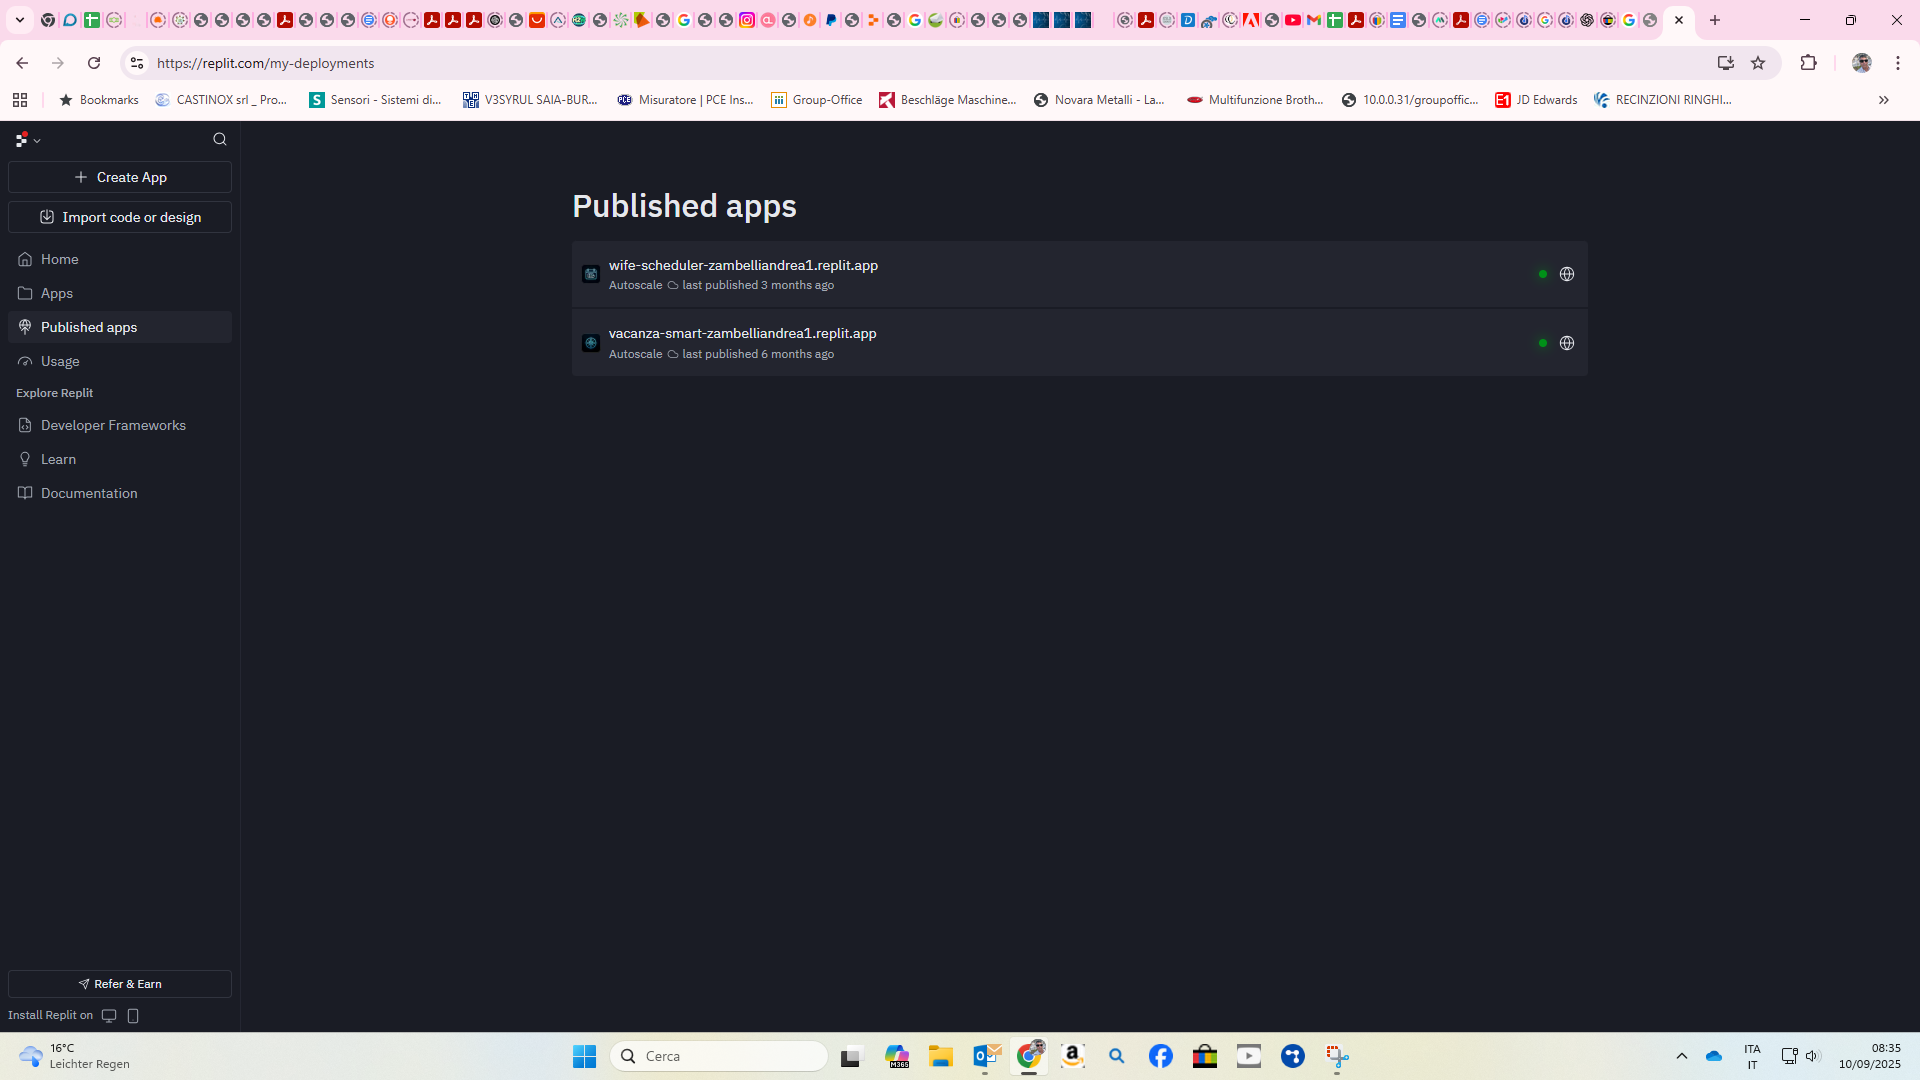 https://replit.com/my-deployments
Bookmarks
CASTINOX srl _ Pro...
Sensori - Sistemi di...
V3SYRUL SAIA-BUR...
Misuratore | PCE Ins...
Group-Office
Beschläge Maschine...
Novara Metalli - La...
Multifunzione Broth...
10.0.0.31/groupoffic...
JD Edwards
RECINZIONI RINGHI...
Create App
Import code or design
Home
Apps
Published apps
Usage
Explore Replit
Developer Frameworks
Learn
Documentation
Published apps
wife-scheduler-zambelliandrea1.replit.app
Autoscale last published 3 months ago
vacanza-smart-zambelliandrea1.replit.app
Autoscale last published 6 months ago
Refer & Earn
Install Replit on
16°C
Leichter Regen
Cerca
M365
ITA
IT
08:35
10/09/2025